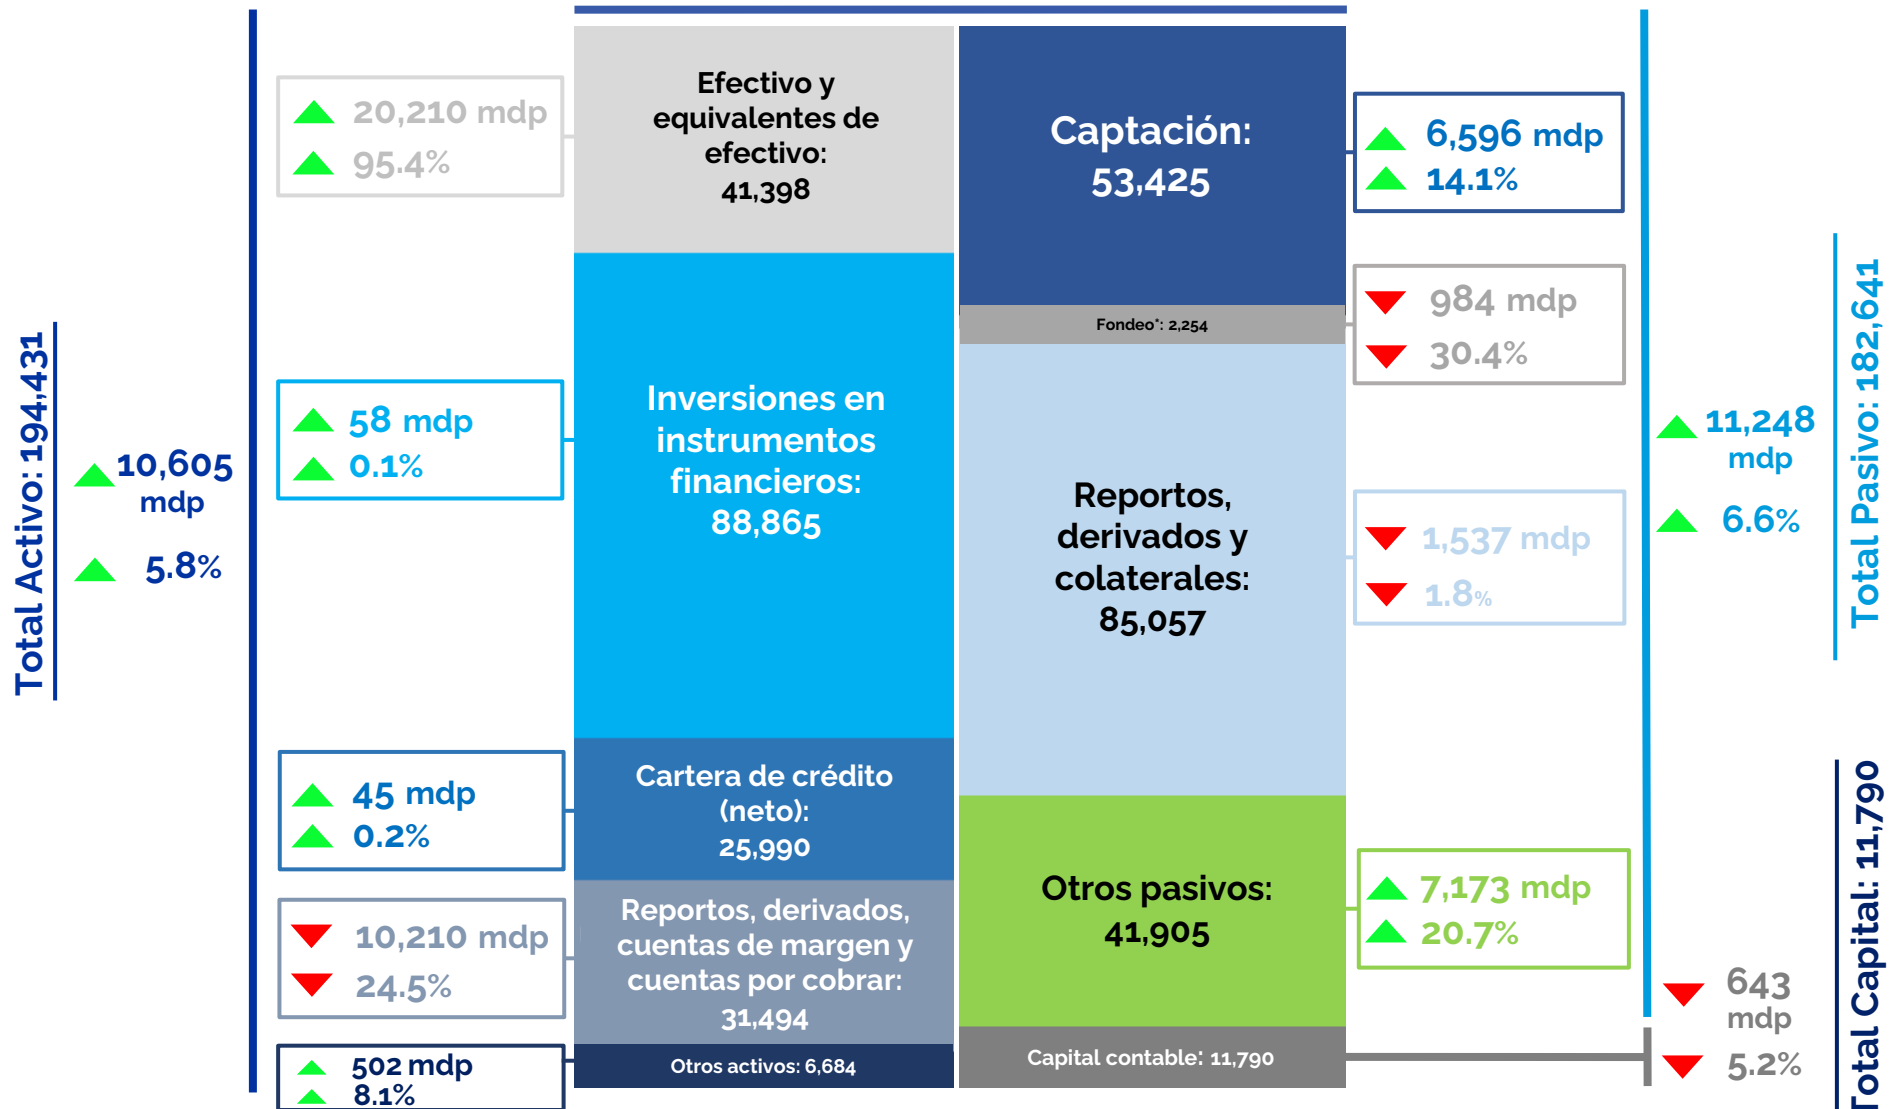 Total Activo: 194,431
10,605
mdp
5.8%
20,210 mdp
95.4%
58 mdp
0.1%
45 mdp
0.2%
10,210 mdp
24.5%
502 mdp
8.1%
Efectivo y
equivalentes de
efectivo:
41,398
Inversiones en
instrumentos
financieros:
88,865
Cartera de crédito
(neto):
25,990
Reportos, derivados,
cuentas de margen y
cuentas por cobrar:
31,494
Otros activos: 6,684
Captación:
53,425
Fondeo*: 2,254
Reportos,
derivados y
colaterales:
85,057
Otros pasivos:
41,905
Capital contable: 11,790
6,596 mdp
14.1%
984 mdp
30.4%
1,537 mdp
1.8%
7,173 mdp
20.7%
11,248
mdp
6.6%
643
mdp
5.2%
Total Pasivo: 182,641
Total Capital: 11,790